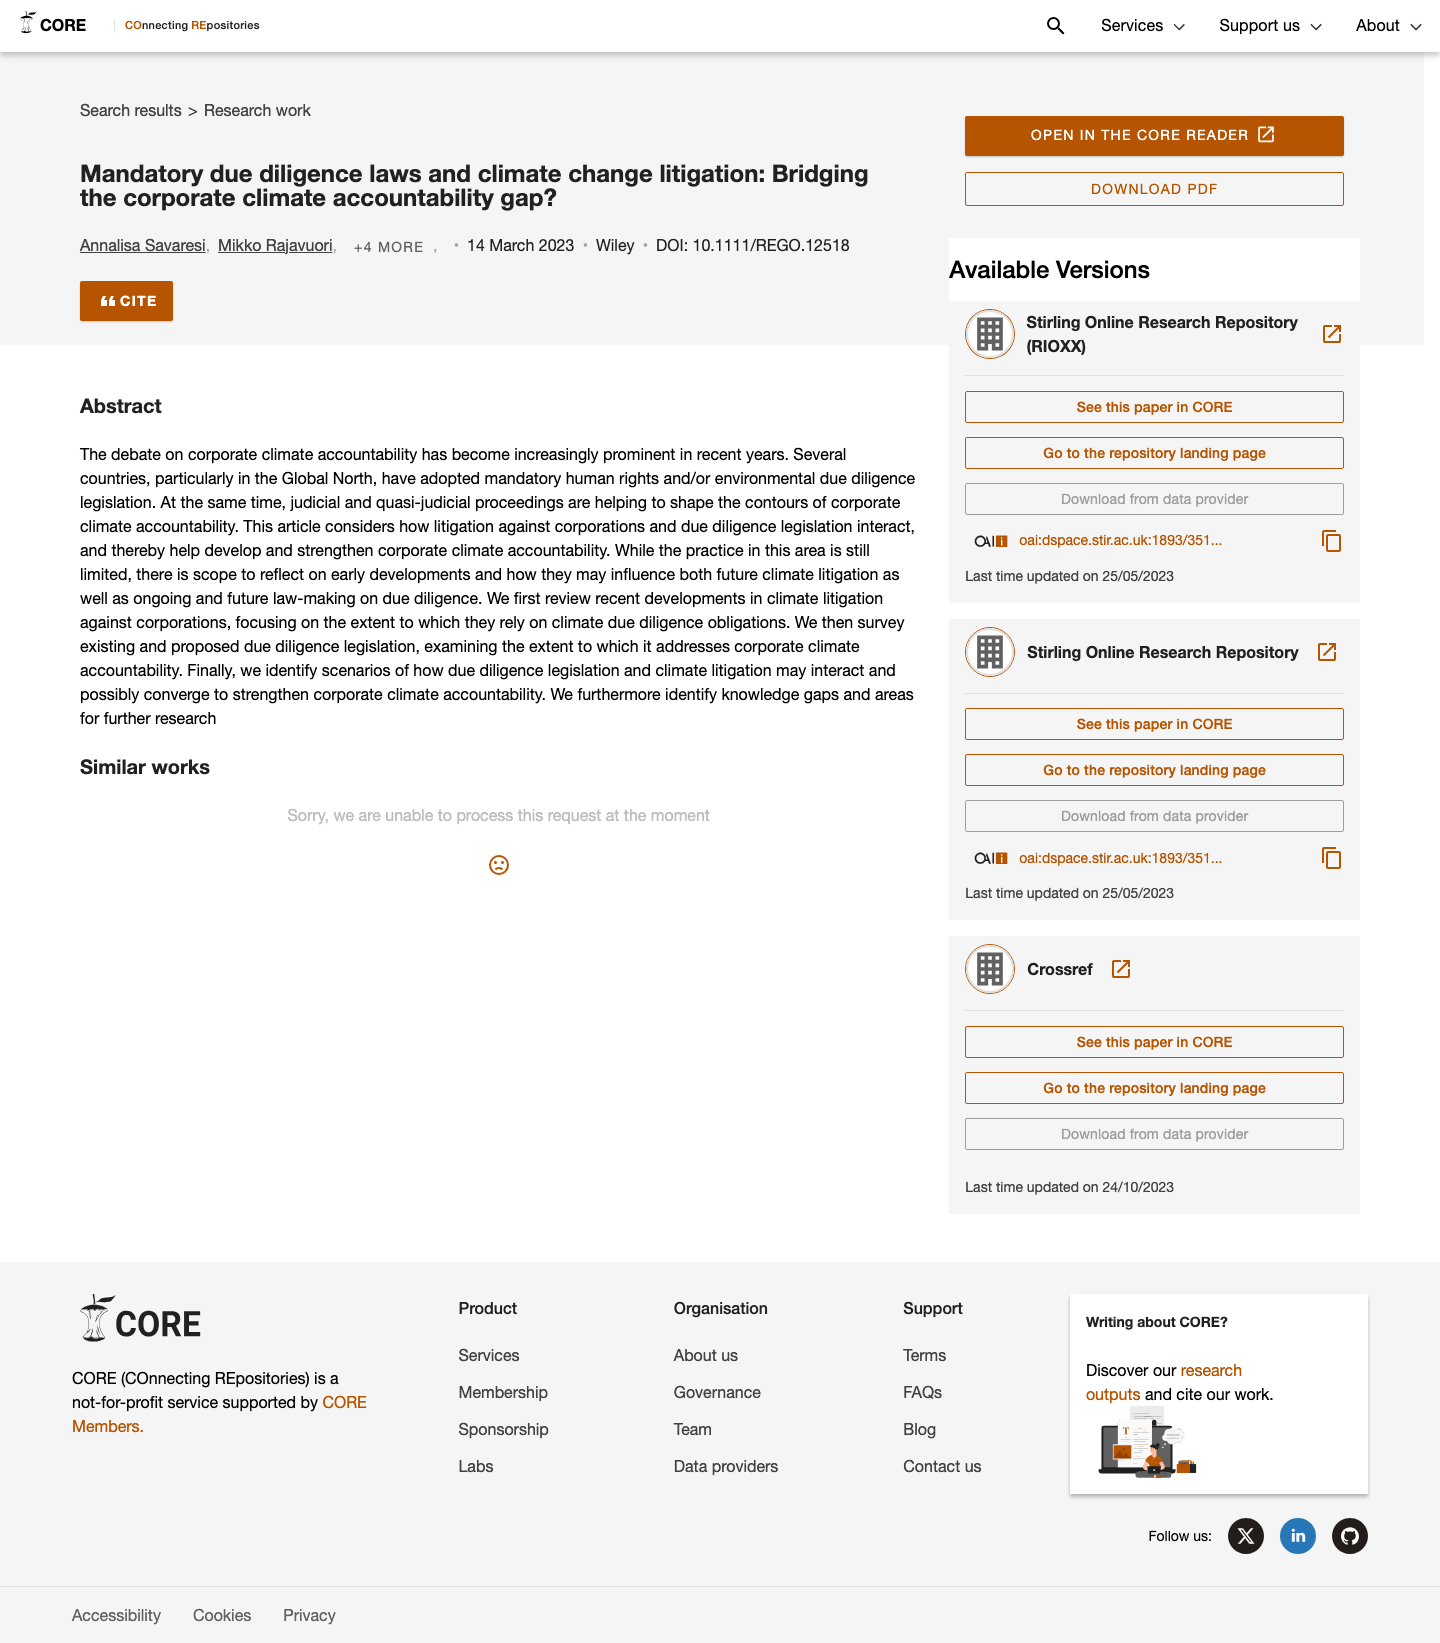 CORE
COnnecting REpositories
Services
Support us
About
Search results > Research work
Mandatory due diligence laws and climate change litigation: Bridging
the corporate climate accountability gap?
Annalisa Savaresi, Mikko Rajavuori, +4 MORE , • 14 March 2023 • Wiley • DOI: 10.1111/REGO.12518
CITE
OPEN IN THE CORE READER
DOWNLOAD PDF
Abstract
The debate on corporate climate accountability has become increasingly prominent in recent years. Several
countries, particularly in the Global North, have adopted mandatory human rights and/or environmental due diligence
legislation. At the same time, judicial and quasi-judicial proceedings are helping to shape the contours of corporate
climate accountability. This article considers how litigation against corporations and due diligence legislation interact,
and thereby help develop and strengthen corporate climate accountability. While the practice in this area is still
limited, there is scope to reflect on early developments and how they may influence both future climate litigation as
well as ongoing and future law-making on due diligence. We first review recent developments in climate litigation
against corporations, focusing on the extent to which they rely on climate due diligence obligations. We then survey
existing and proposed due diligence legislation, examining the extent to which it addresses corporate climate
accountability. Finally, we identify scenarios of how due diligence legislation and climate litigation may interact and
possibly converge to strengthen corporate climate accountability. We furthermore identify knowledge gaps and areas
for further research
Similar works
Sorry, we are unable to process this request at the moment
Available Versions
Stirling Online Research Repository
(RIOXX)
See this paper in CORE
Go to the repository landing page
Download from data provider
OAI oai:dspace.stir.ac.uk:1893/351...
Last time updated on 25/05/2023
Stirling Online Research Repository
See this paper in CORE
Go to the repository landing page
Download from data provider
OAI oai:dspace.stir.ac.uk:1893/351...
Last time updated on 25/05/2023
Crossref
See this paper in CORE
Go to the repository landing page
Download from data provider
Last time updated on 24/10/2023
CORE
CORE (COnnecting REpositories) is a
not-for-profit service supported by CORE
Members.
Product
Services
Membership
Sponsorship
Labs
Organisation
About us
Governance
Team
Data providers
Support
Terms
FAQs
Blog
Contact us
Writing about CORE?
Discover our research
outputs and cite our work.
T
Follow us:
in
Accessibility
Cookies
Privacy